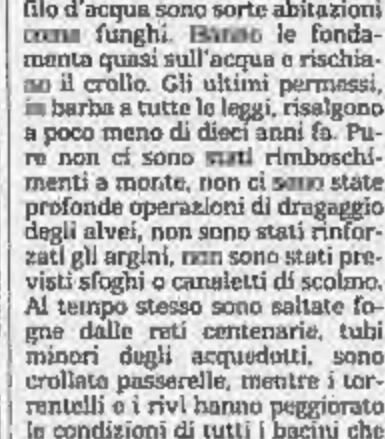 filo d'acqua sono sorte abitazioni
come funghi. Hanno le fonda-
menta quasi sull'acqua e rischia-
no il crollo. Gli ultimi permessi,
in barba a tutte le leggi, risalgono
a poco meno di dieci anni fa. Pu-
re non ci sono stati rimboschi-
menti a monte, non ci sono state
profonde operazioni di dragaggio
degli alvei, non sono stati rinfor-
zati gli argini, non sono stati pre-
visti sfoghi o canaletti di scolmo.
Al tempo stesso sono saltate fo-
gne dalle reti centenarie, tubi
minori degli acquedotti, sono
crollate passerelle, mentre i tor-
rentelli e i rivi hanno peggiorato
le condizioni di tutti i bacini che